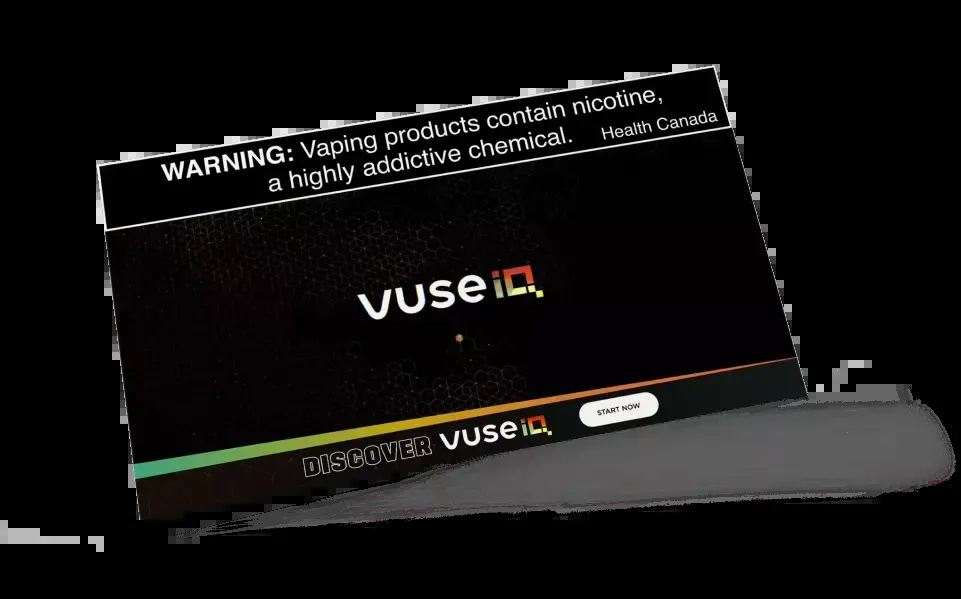 WARNING: Vaping products contain nicotine,
a highly addictive chemical. Health Canada
vuse iQ
DISCOVER vuse iQ START NOW